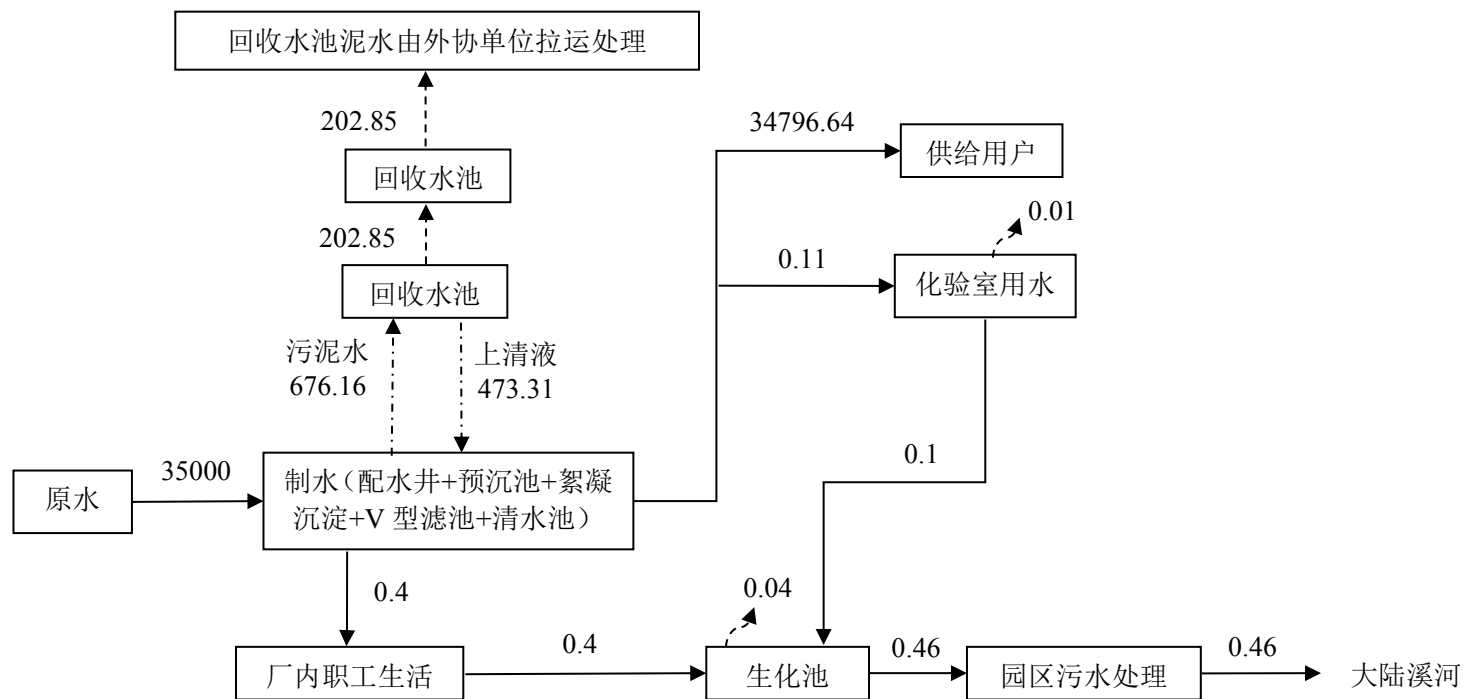 回收水池泥水由外协单位拉运处理
202.85
34796.64
供给用户
回收水池
0.01
202.85
0.11
化验室用水
回收水池
污泥水
676.16
上清液
473.31
0.1
35000
原水
制水（配水井+预沉池+絮凝
沉淀+V 型滤池+清水池）
0.4
0.04
0.4
0.46
0.46
厂内职工生活
生化池
园区污水处理
大陆溪河